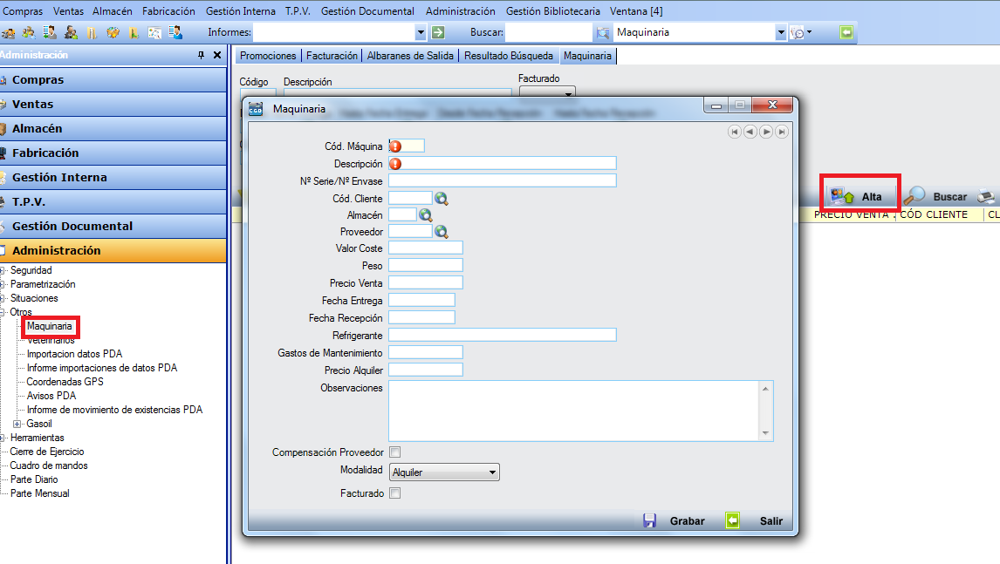 Compras Ventas Almacén Fabricación Gestión Interna T.P.V. Gestión Documental Administración Gestión Bibliotecaria Ventana [4]
Informes: Buscar: Maquinaria
Administración
Promociones Facturación Albaranes de Salida Resultado Búsqueda Maquinaria
Compras
Ventas
Almacén
Fabricación
Gestión Interna
T.P.V.
Gestión Documental
Administración
Seguridad
Parametrización
Situaciones
Otros
Maquinaria
Veterinarios
Importacion datos PDA
Informe importaciones de datos PDA
Coordenadas GPS
Avisos PDA
Informe de movimiento de existencias PDA
Gasoil
Herramientas
Cierre de Ejercicio
Cuadro de mandos
Parte Diario
Parte Mensual
Código Descripción Facturado
Alta Buscar
PRECIO VENTA CÓD CLIENTE CL
CGD Maquinaria
Cód. Máquina
Descripción
Nº Serie/Nº Envase
Cód. Cliente
Almacén
Proveedor
Valor Coste
Peso
Precio Venta
Fecha Entrega
Fecha Recepción
Refrigerante
Gastos de Mantenimiento
Precio Alquiler
Observaciones
Compensación Proveedor
Modalidad Alquiler
Facturado
Grabar Salir